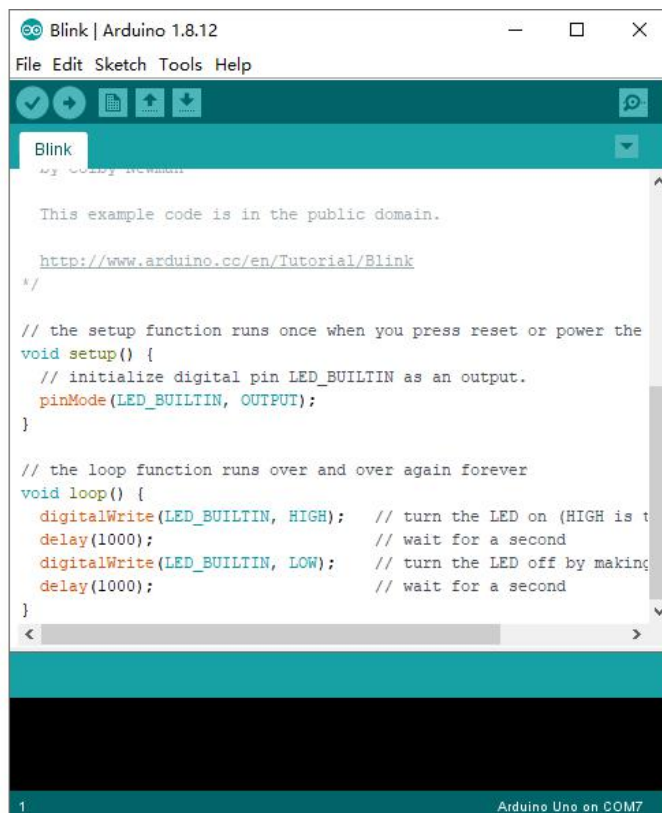 Blink | Arduino 1.8.12
File Edit Sketch Tools Help
Blink
by Colby Newman
This example code is in the public domain.
http://www.arduino.cc/en/Tutorial/Blink
*/
// the setup function runs once when you press reset or power the
void setup() {
  // initialize digital pin LED_BUILTIN as an output.
  pinMode(LED_BUILTIN, OUTPUT);
}
// the loop function runs over and over again forever
void loop() {
  digitalWrite(LED_BUILTIN, HIGH);   // turn the LED on (HIGH is t
  delay(1000);                       // wait for a second
  digitalWrite(LED_BUILTIN, LOW);    // turn the LED off by making
  delay(1000);                       // wait for a second
}
1
Arduino Uno on COM7